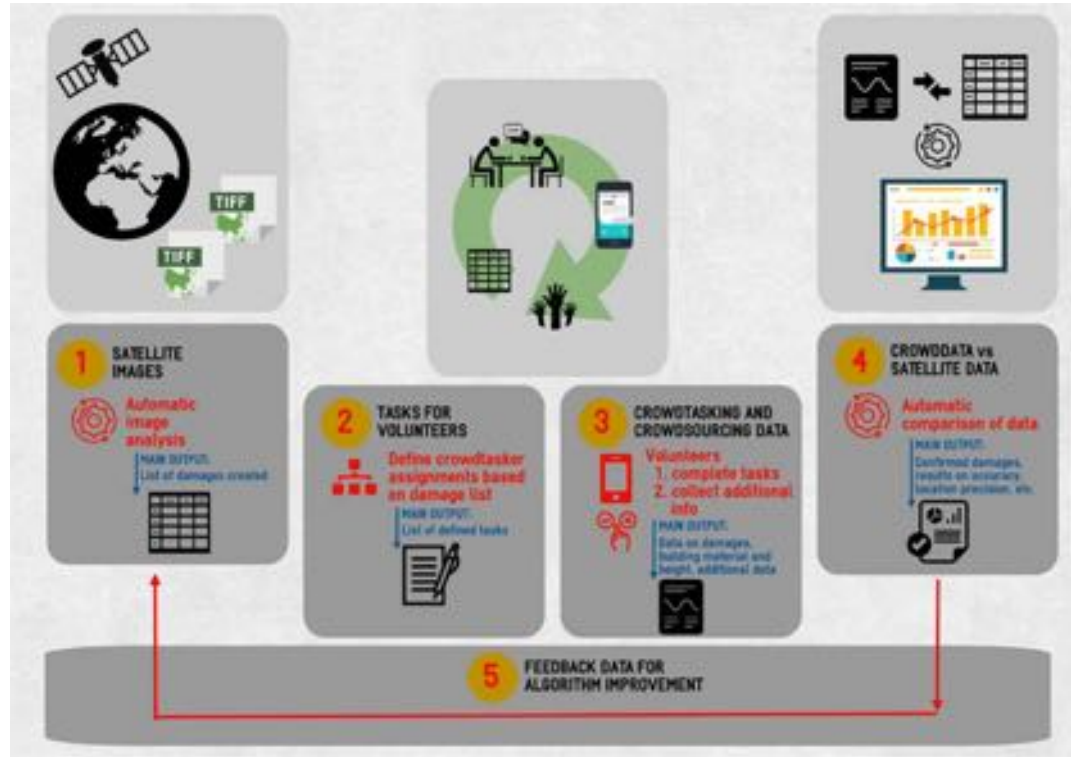 TIFF
TIFF
1
SATELLITE
IMAGES
Automatic
image
analysis
MAIN OUTPUT:
List of damages created
2
TASKS FOR
VOLUNTEERS
Define crowdtasker
assignments based
on damage list
MAIN OUTPUT:
List of defined tasks
3
CROWDTASKING AND
CROWDSOURCING DATA
Volunteers
1. complete tasks
2. collect additional
info
MAIN OUTPUT:
Data on damages,
building material and
height, additional data
4
CROWDDATA vs
SATELLITE DATA
Automatic
comparison of data
MAIN OUTPUT:
Confirmed damages,
results on accuracy,
location precision, etc.
5
FEEDBACK DATA FOR
ALGORITHM IMPROVEMENT